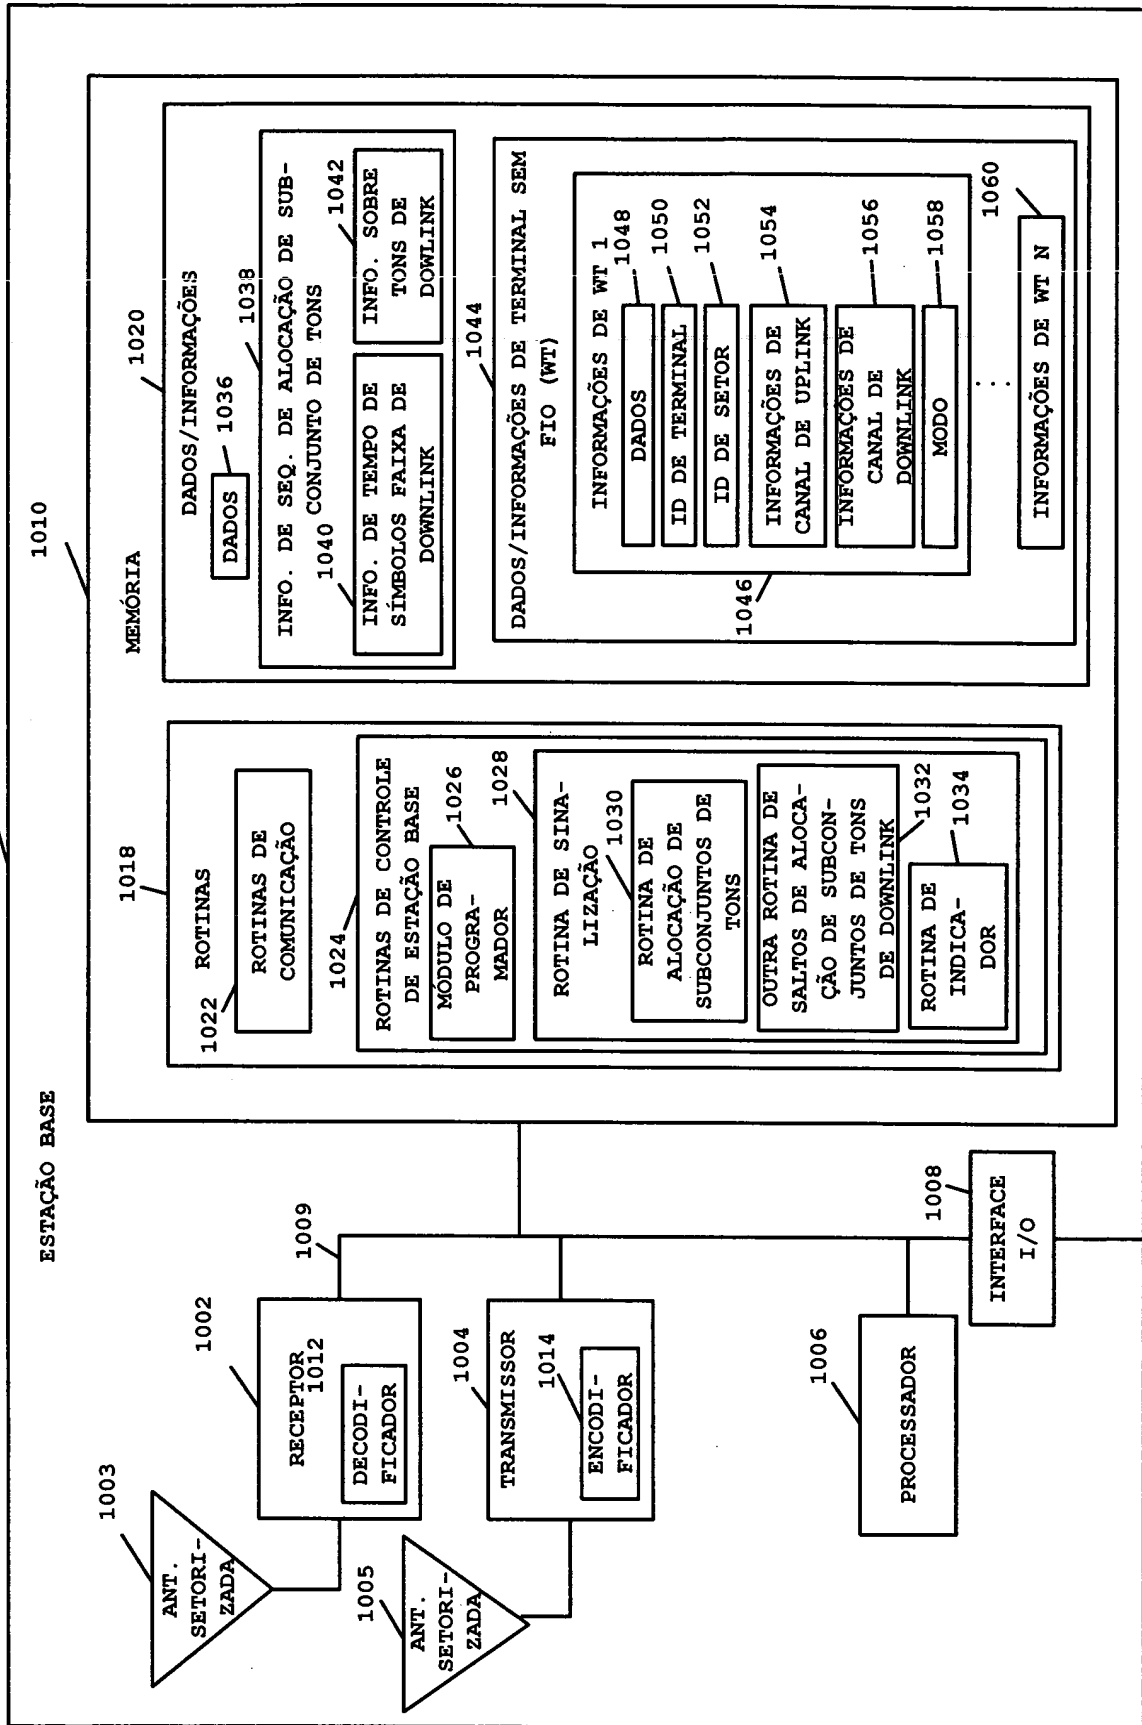 ESTAÇÃO BASE
1010
1003
ANT.
SETORI-
ZADA
1002
RECEPTOR
1012
DECODI-
FICADOR
1009
1005
ANT.
SETORI-
ZADA
1004
TRANSMISSOR
1014
ENCODI-
FICADOR
1006
PROCESSADOR
1008
INTERFACE
I/O
MEMÓRIA
1018
ROTINAS
1022
ROTINAS DE
COMUNICAÇÃO
1024
ROTINAS DE CONTROLE
DE ESTAÇÃO BASE
MÓDULO DE
PROGRA-
MADOR
1026
1028
ROTINA DE SINA-
LIZAÇÃO
1030
ROTINA DE
ALOCAÇÃO DE
SUBCONJUNTOS DE
TONS
OUTRA ROTINA DE
SALTOS DE ALOCA-
ÇÃO DE SUBCON-
JUNTOS DE TONS
DE DOWNLINK
1032
ROTINA DE
INDICA-
DOR
1034
1020
DADOS/INFORMAÇÕES
DADOS
1036
1038
INFO. DE SEQ. DE ALOCAÇÃO DE SUB-
CONJUNTO DE TONS
1040
INFO. DE TEMPO DE
SÍMBOLOS FAIXA DE
DOWNLINK
1042
INFO. SOBRE
TONS DE
DOWLINK
1044
DADOS/INFORMAÇÕES DE TERMINAL SEM
FIO (WT)
1046
INFORMAÇÕES DE WT 1
DADOS
1048
ID DE TERMINAL
1050
ID DE SETOR
1052
INFORMAÇÕES DE
CANAL DE UPLINK
1054
INFORMAÇÕES DE
CANAL DE
DOWNLINK
1056
MODO
1058
...
INFORMAÇÕES DE WT N
1060